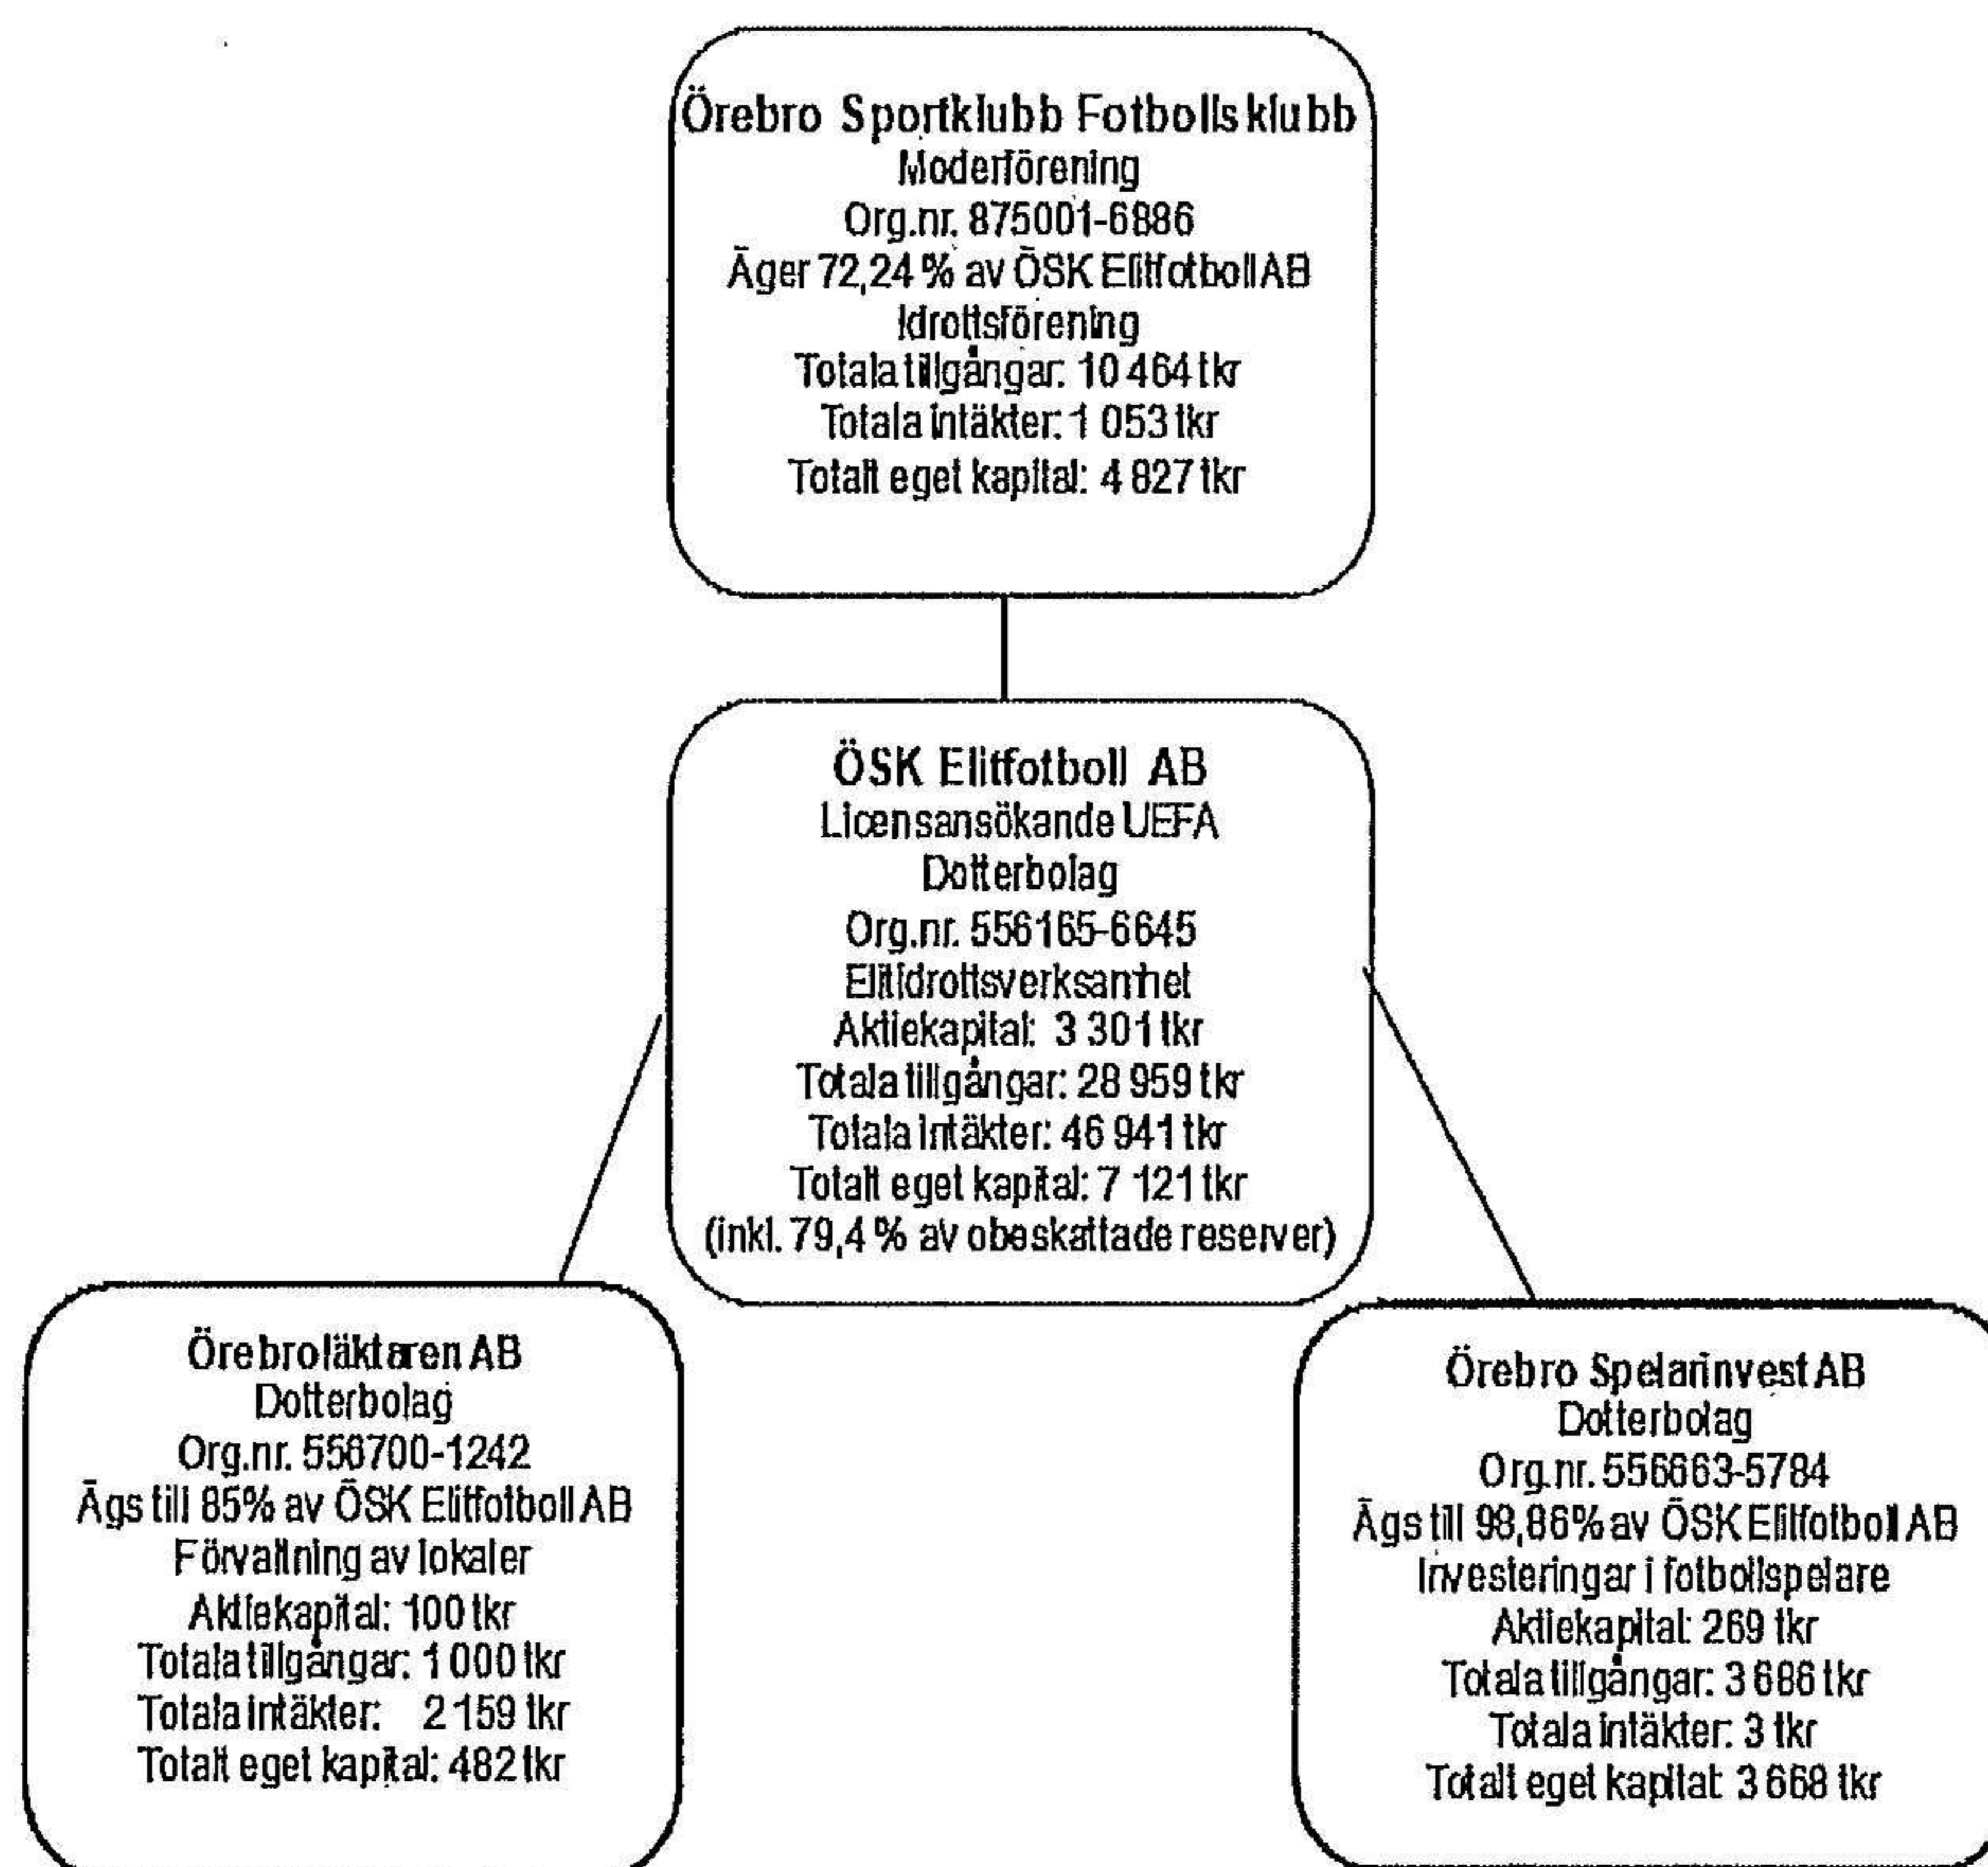 Örebro Sportklubb Fotbollsklubb
Moderförening
Org.nr. 875001-6886
Äger 72,24 % av ÖSK Elitfotboll AB
Idrottsförening
Totala tillgångar: 10 464 tkr
Totala intäkter: 1 053 tkr
Totalt eget kapital: 4 827 tkr
ÖSK Elitfotboll AB
Licensansökande UEFA
Dotterbolag
Org.nr. 556165-6645
Elitidrottsverksamhet
Aktiekapital: 3 301 tkr
Totala tillgångar: 28 959 tkr
Totala intäkter: 46 941 tkr
Totalt eget kapital: 7 121 tkr
(inkl. 79,4 % av obeskattade reserver)
Örebroläktaren AB
Dotterbolag
Org.nr. 556700-1242
Ägs till 85% av ÖSK Elitfotboll AB
Förvaltning av lokaler
Aktiekapital: 100 tkr
Totala tillgångar: 1 000 tkr
Totala intäkter: 2 159 tkr
Totalt eget kapital: 482 tkr
Örebro Spelarinvest AB
Dotterbolag
Org.nr. 556663-5784
Ägs till 98,86% av ÖSK Elitfotboll AB
Investeringar i fotbollspelare
Aktiekapital: 269 tkr
Totala tillgångar: 3 686 tkr
Totala intäkter: 3 tkr
Totalt eget kapital: 3 668 tkr